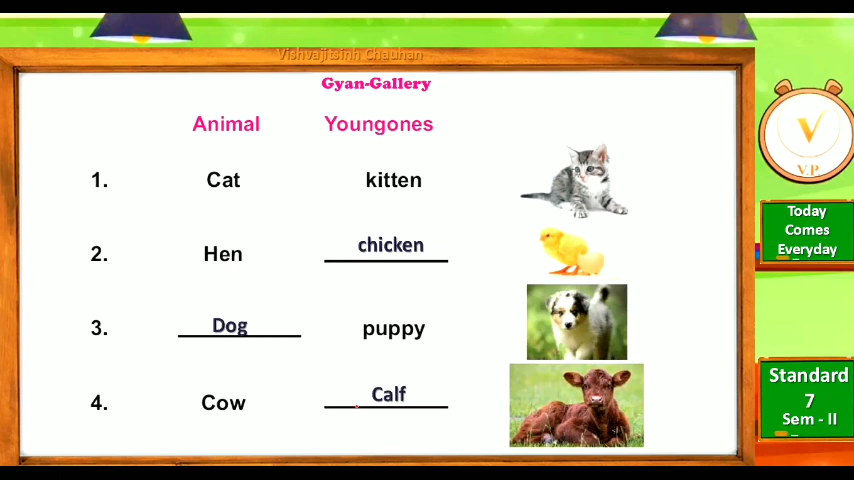 Vishvajitsinh Chauhan
Gyan-Gallery
Animal Youngones
1. Cat kitten
2. Hen chicken
3. Dog puppy
4. Cow Calf
V
V.P
Today
Comes
Everyday
Standard
7
Sem - II